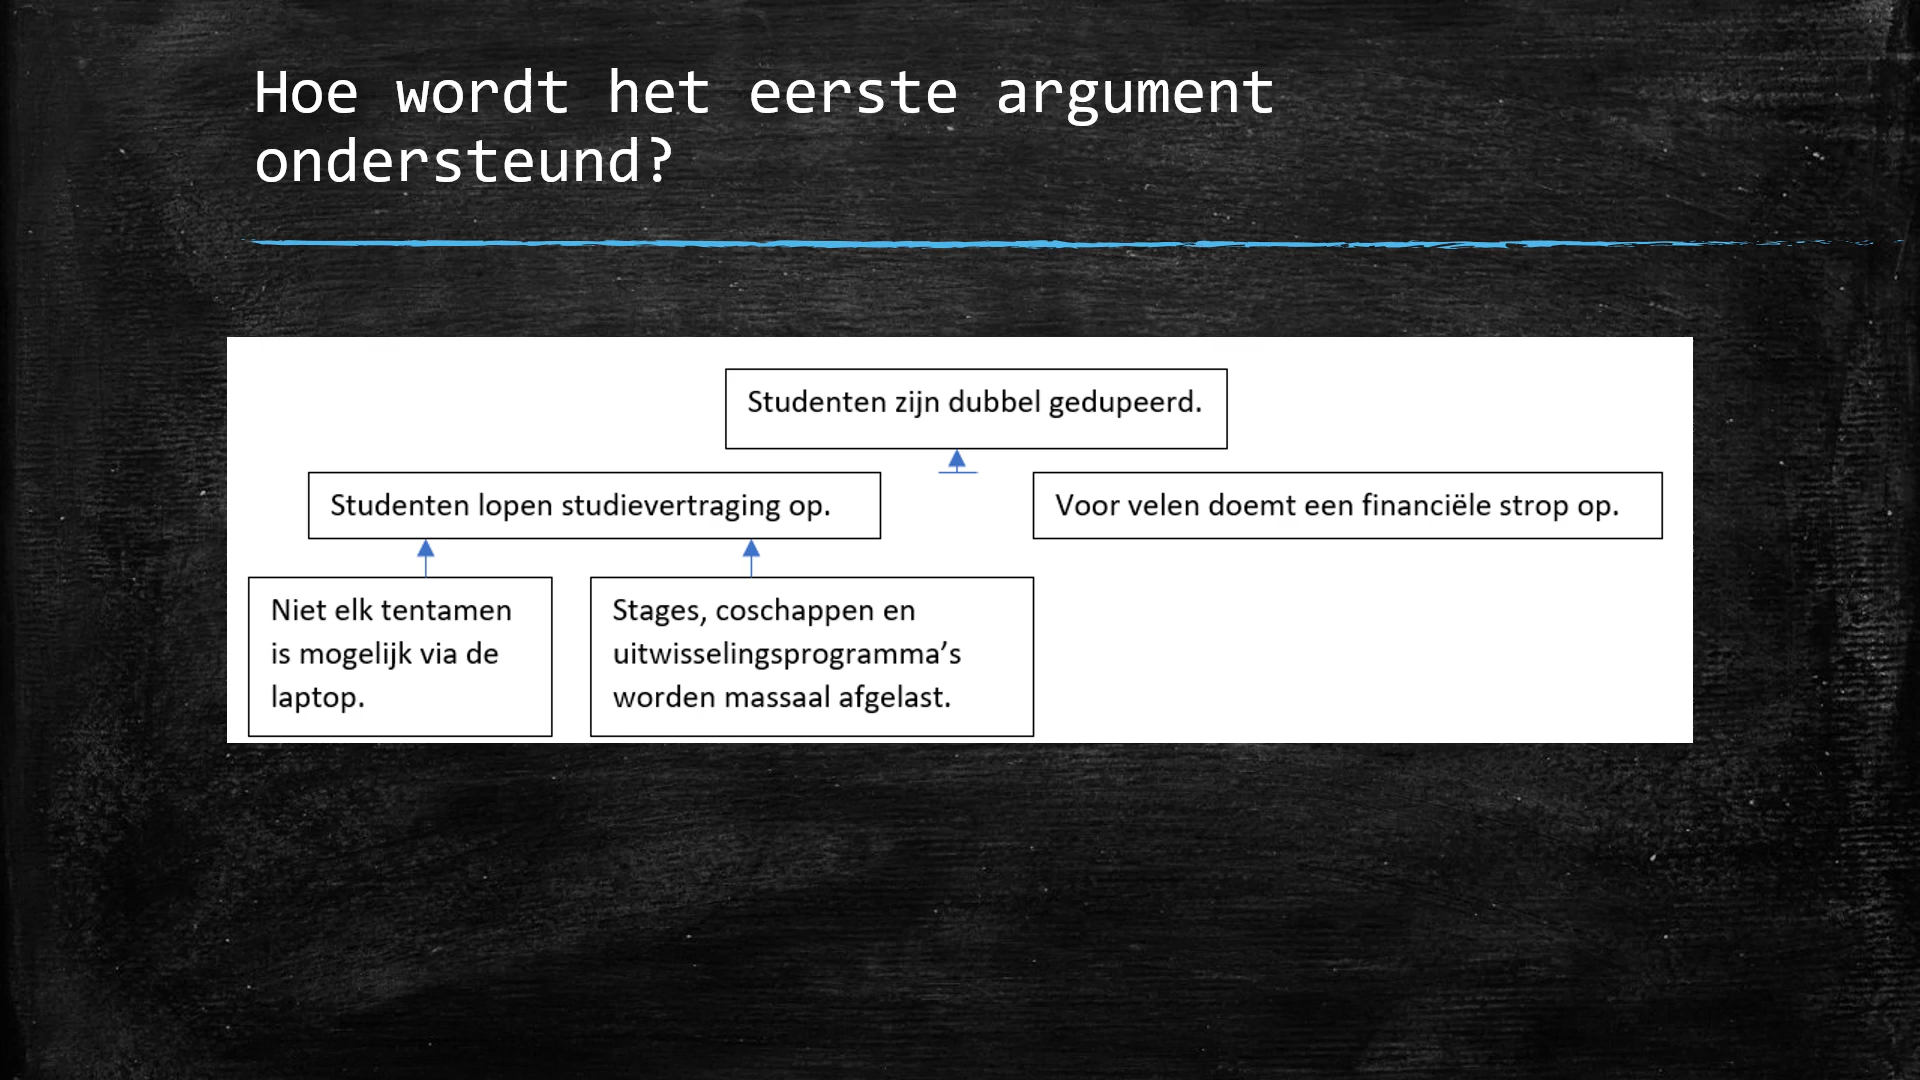 Hoe wordt het eerste argument
ondersteund?
Studenten zijn dubbel gedupeerd.
Studenten lopen studievertraging op.
Voor velen doemt een financiële strop op.
Niet elk tentamen
is mogelijk via de
laptop.
Stages, coschappen en
uitwisselingsprogramma’s
worden massaal afgelast.